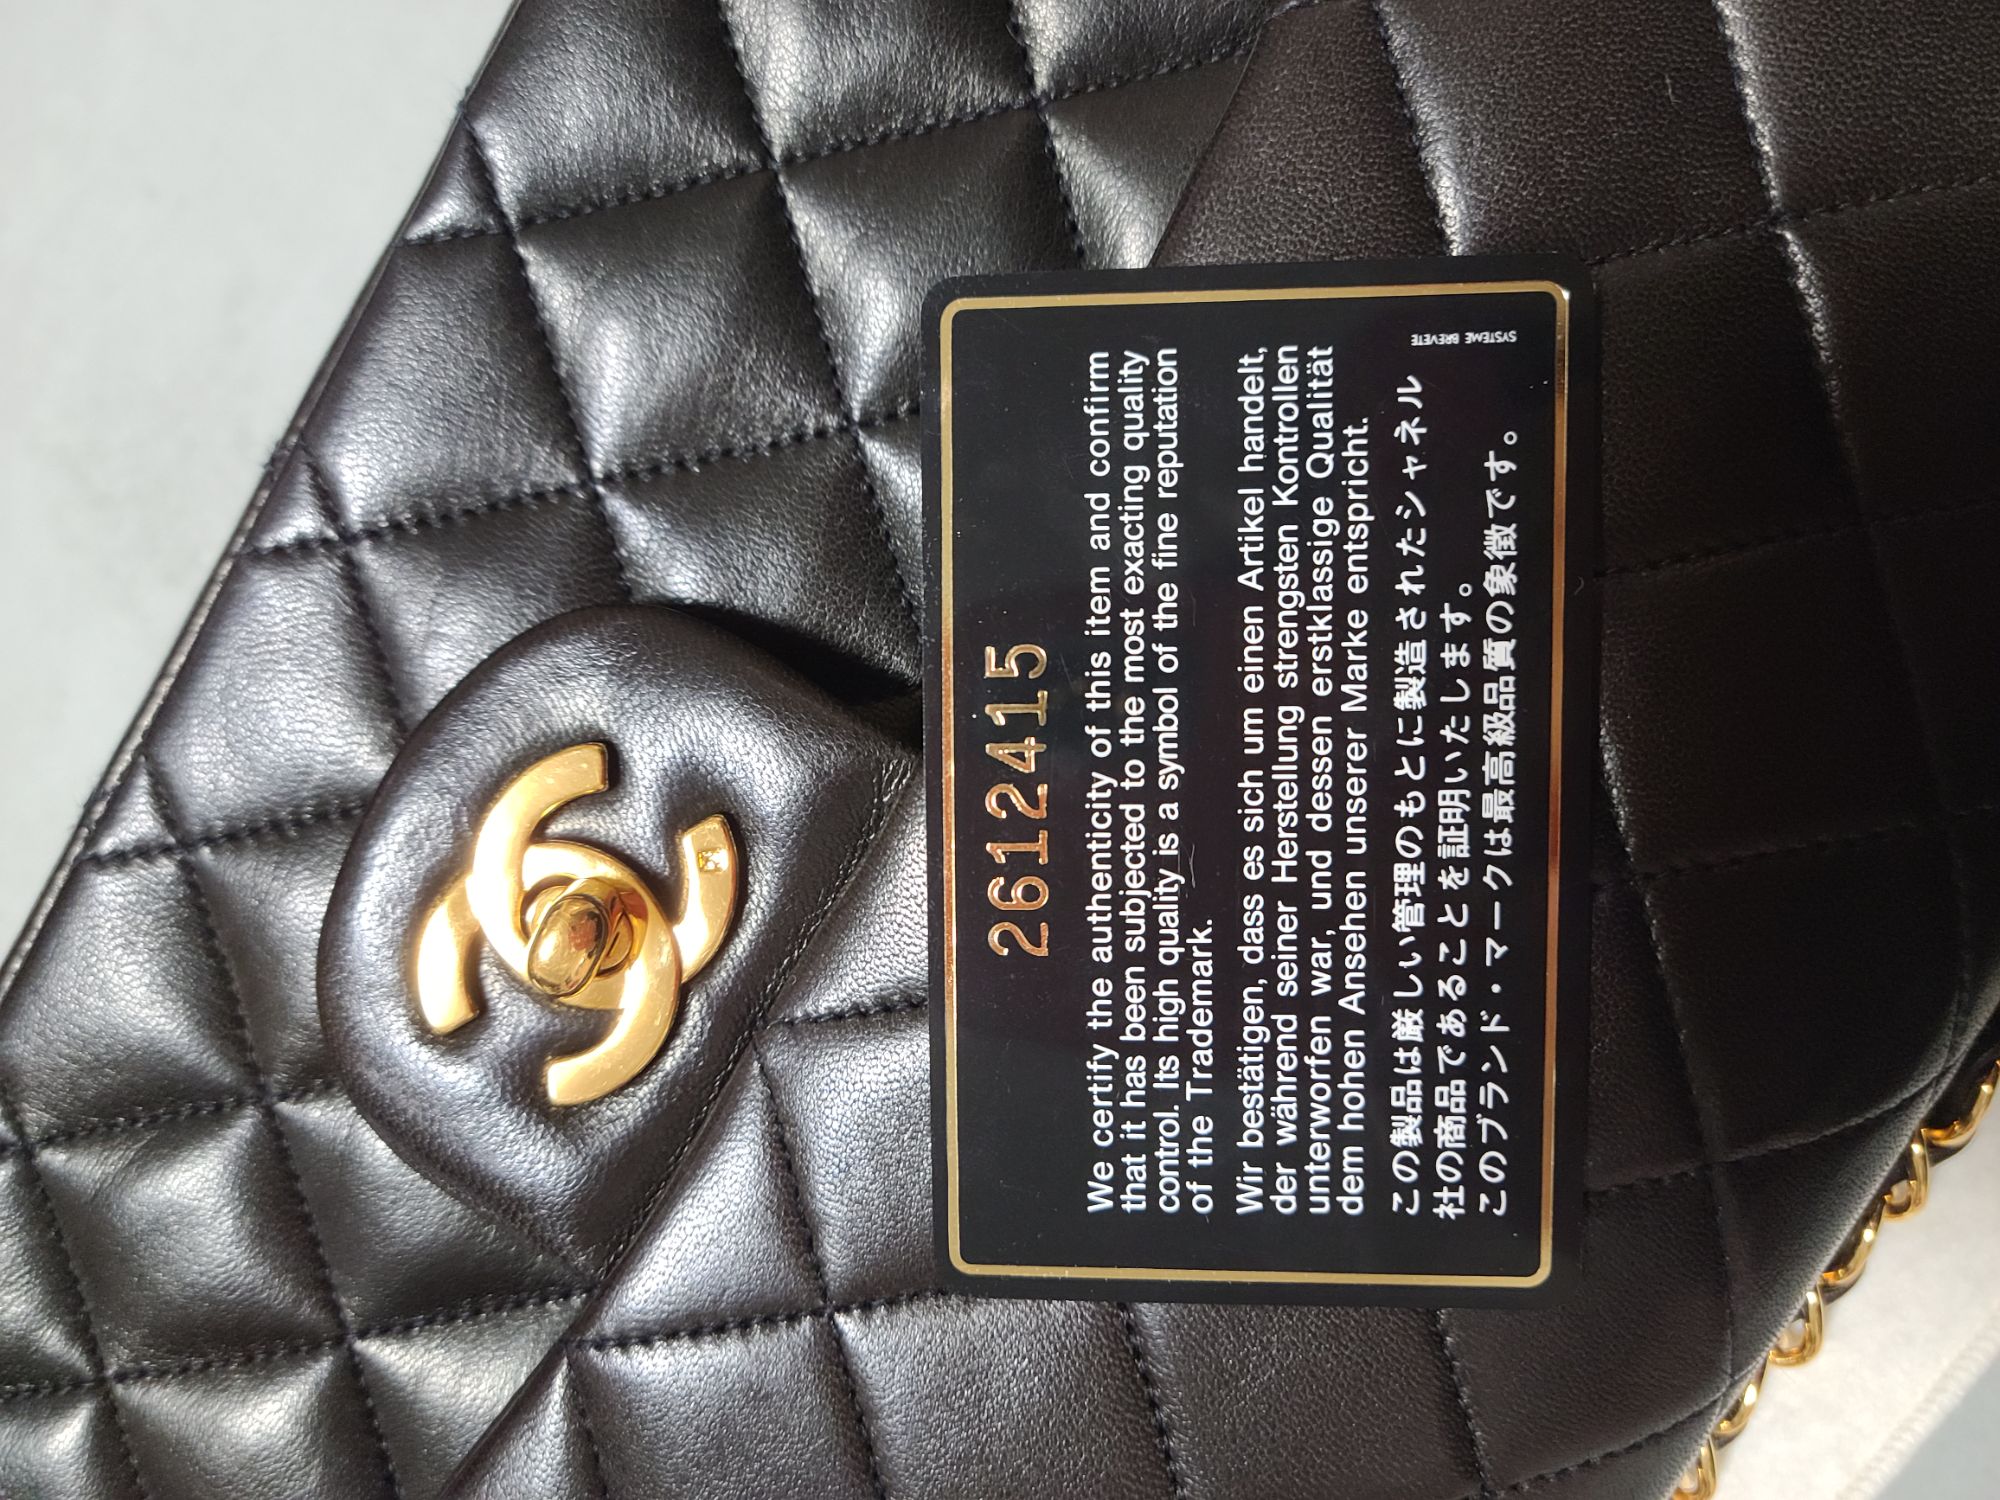 2612415
We certify the authenticity of this item and confirm
that it has been subjected to the most exacting quality
control. Its high quality is a symbol of the fine reputation
of the Trademark.
Wir bestätigen, dass es sich um einen Artikel handelt,
der während seiner Herstellung strengsten Kontrollen
unterworfen war, und dessen erstklassige Qualität
dem hohen Ansehen unserer Marke entspricht.
この製品は厳しい管理のもとに製造されたシャネル
社の商品であることを証明いたします。
このブランド・マークは最高級品質の象徴です。
SYSTEME BREVETE